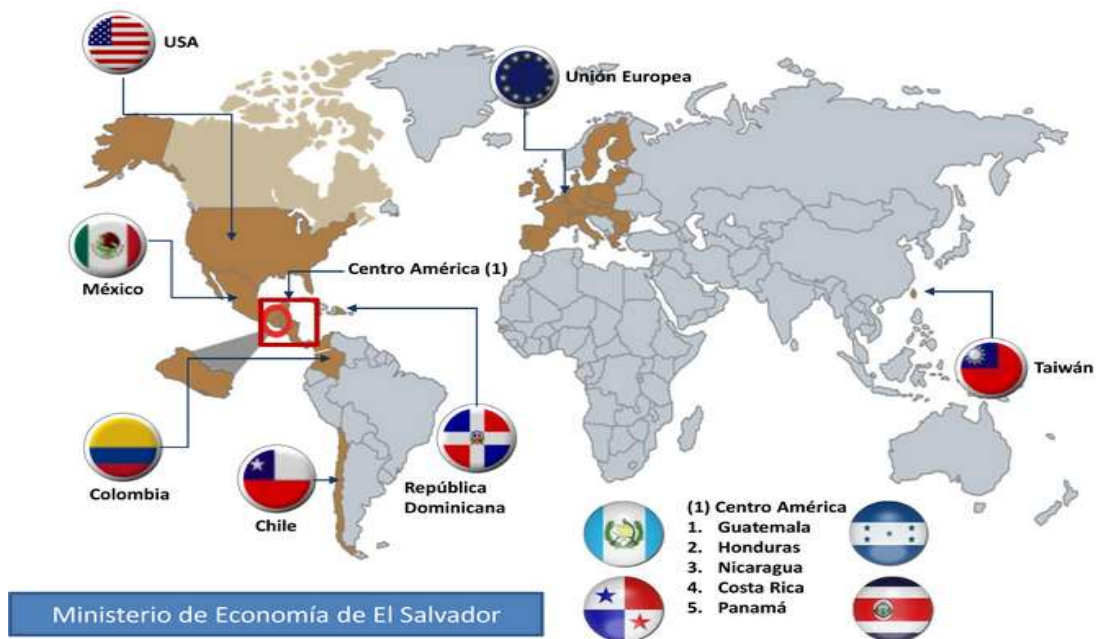 USA
Unión Europea
México
Centro América (1)
Taiwán
Colombia
Chile
República
Dominicana
(1) Centro América
1. Guatemala
2. Honduras
3. Nicaragua
4. Costa Rica
5. Panamá
Ministerio de Economía de El Salvador